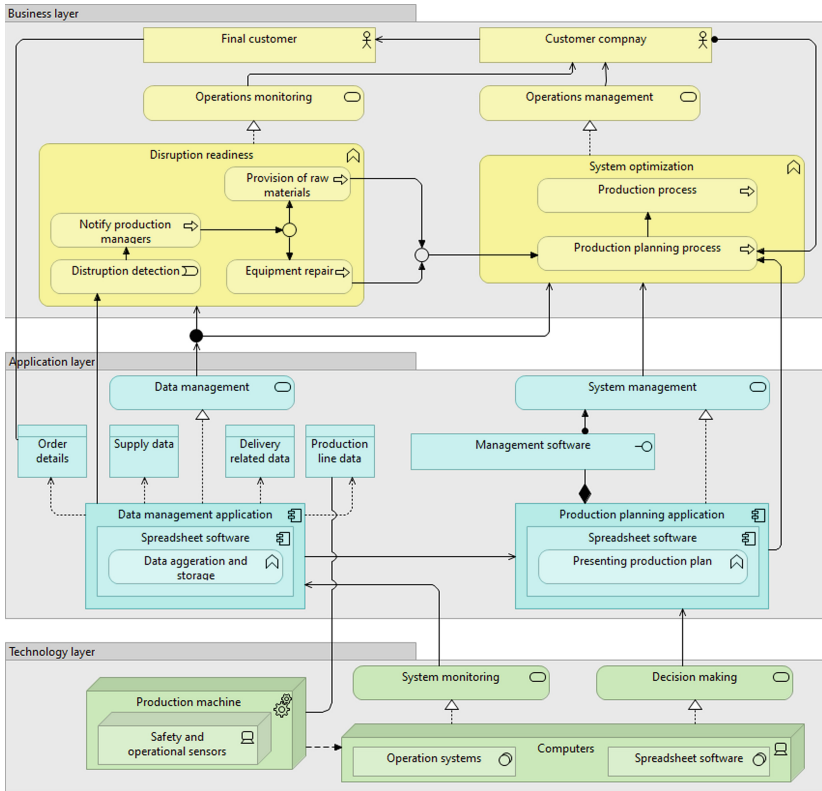 Business layer
Final customer
Customer compnay
Operations monitoring
Operations management
Disruption readiness
Provision of raw
materials
Notify production
managers
Distruption detection
Equipment repair
System optimization
Production process
Production planning process
Application layer
Data management
System management
Order
details
Supply data
Delivery
related data
Production
line data
Management software
Data management application
Spreadsheet software
Data aggeration and
storage
Production planning application
Spreadsheet software
Presenting production plan
Technology layer
System monitoring
Decision making
Production machine
Safety and
operational sensors
Computers
Operation systems
Spreadsheet software